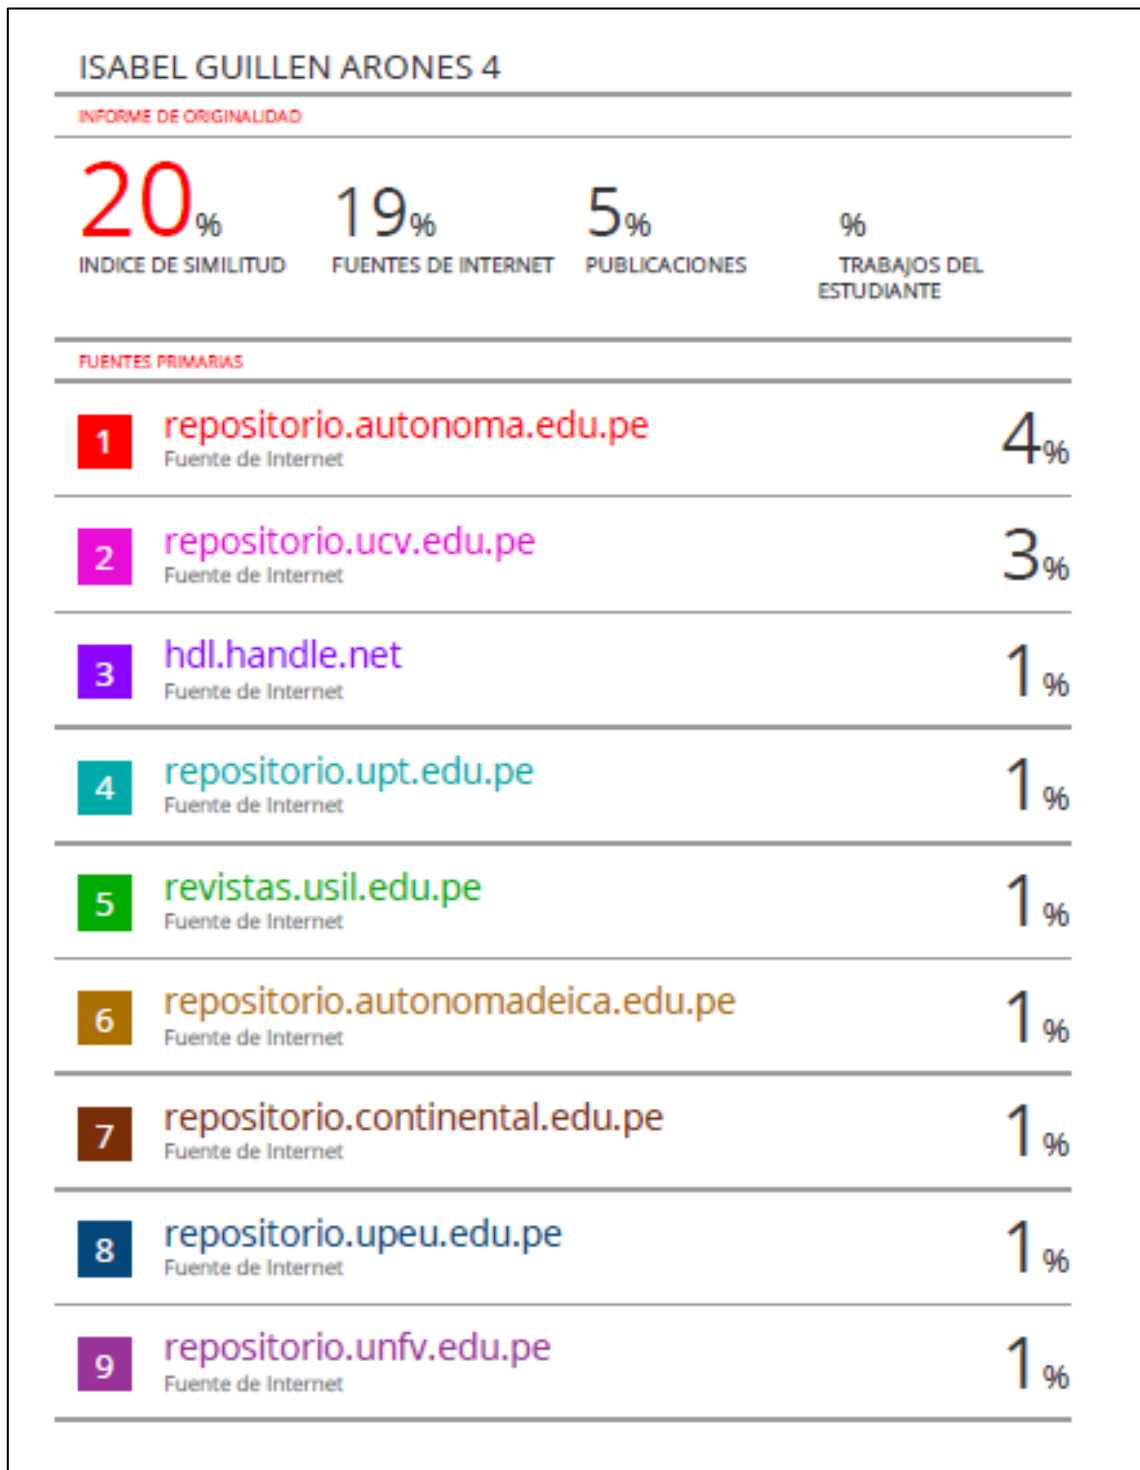 ISABEL GUILLEN ARONES 4
INFORME DE ORIGINALIDAD
20% 19% 5% %
INDICE DE SIMILITUD FUENTES DE INTERNET PUBLICACIONES TRABAJOS DEL
ESTUDIANTE
FUENTES PRIMARIAS
1 repositorio.autonoma.edu.pe 4%
Fuente de Internet
2 repositorio.ucv.edu.pe 3%
Fuente de Internet
3 hdl.handle.net 1%
Fuente de Internet
4 repositorio.upt.edu.pe 1%
Fuente de Internet
5 revistas.usil.edu.pe 1%
Fuente de Internet
6 repositorio.autonomadeica.edu.pe 1%
Fuente de Internet
7 repositorio.continental.edu.pe 1%
Fuente de Internet
8 repositorio.upeu.edu.pe 1%
Fuente de Internet
9 repositorio.unfv.edu.pe 1%
Fuente de Internet